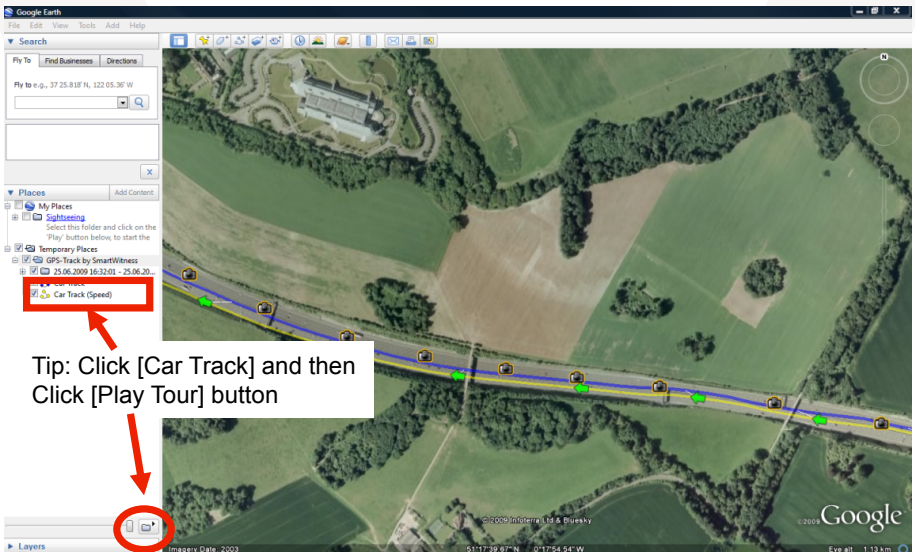 Google Earth
File Edit View Tools Add Help
Search
Fly To Find Businesses Directions
Fly to e.g., 37 25.818' N, 122 05.36' W
x
Places Add Content
My Places
Sightseeing
Select this folder and click on the
'Play' button below, to start the
Temporary Places
GPS-Track by SmartWitness
25.06.2009 16:32:01 - 25.06.20...
Car Track
Car Track (Speed)
Tip: Click [Car Track] and then
Click [Play Tour] button
Layers
N
© 2009 Infoterra Ltd & Bluesky
©2009 Google
Imagery Date: 2003 51°17'39.67" N 0°17'54.54" W Eye alt 1.13 km